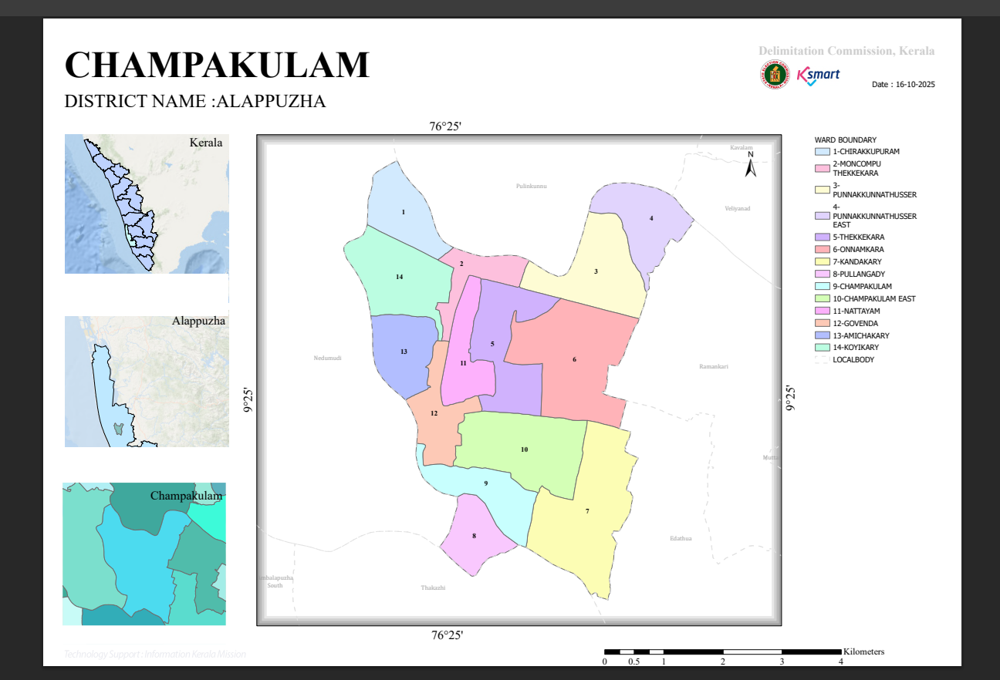 CHAMPAKULAM
DISTRICT NAME :ALAPPUZHA
Delimitation Commission, Kerala
Ksmart
Date : 16-10-2025
Kerala
Alappuzha
Champakulam
76°25'
9°25'
9°25'
76°25'
Kavalam
N
Pulinkunnu
Veliyanad
Nedumudi
Ramankari
Edathua
Thakazhi
South
1
2
3
4
5
6
7
8
9
10
11
12
13
14
WARD BOUNDARY
1-CHIRAKKUPURAM
2-MONCOMPU
THEKKEKARA
3-
PUNNAKKUNNATHUSSER
4-
PUNNAKKUNNATHUSSER
EAST
5-THEKKEKARA
6-ONNAMKARA
7-KANDAKARY
8-PULLANGADY
9-CHAMPAKULAM
10-CHAMPAKULAM EAST
11-NATTAYAM
12-GOVENDA
13-AMICHAKARY
14-KOYIKARY
LOCALBODY
Technology Support : Information Kerala Mission
Kilometers
0 0.5 1 2 3 4